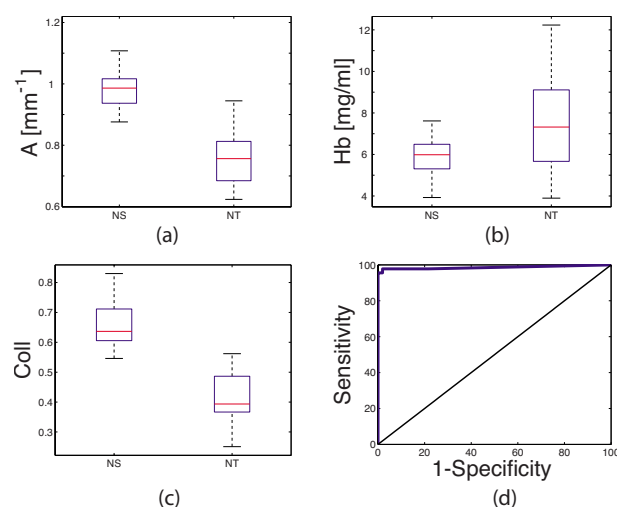 1.2
1
0.8
0.6
A [mm⁻¹]
NS NT
(a)
12
10
8
6
4
Hb [mg/ml]
NS NT
(b)
0.8
0.7
0.6
0.5
0.4
0.3
Coll
NS NT
(c)
100
80
60
40
20
0
Sensitivity
0 20 40 60 80 100
1-Specificity
(d)